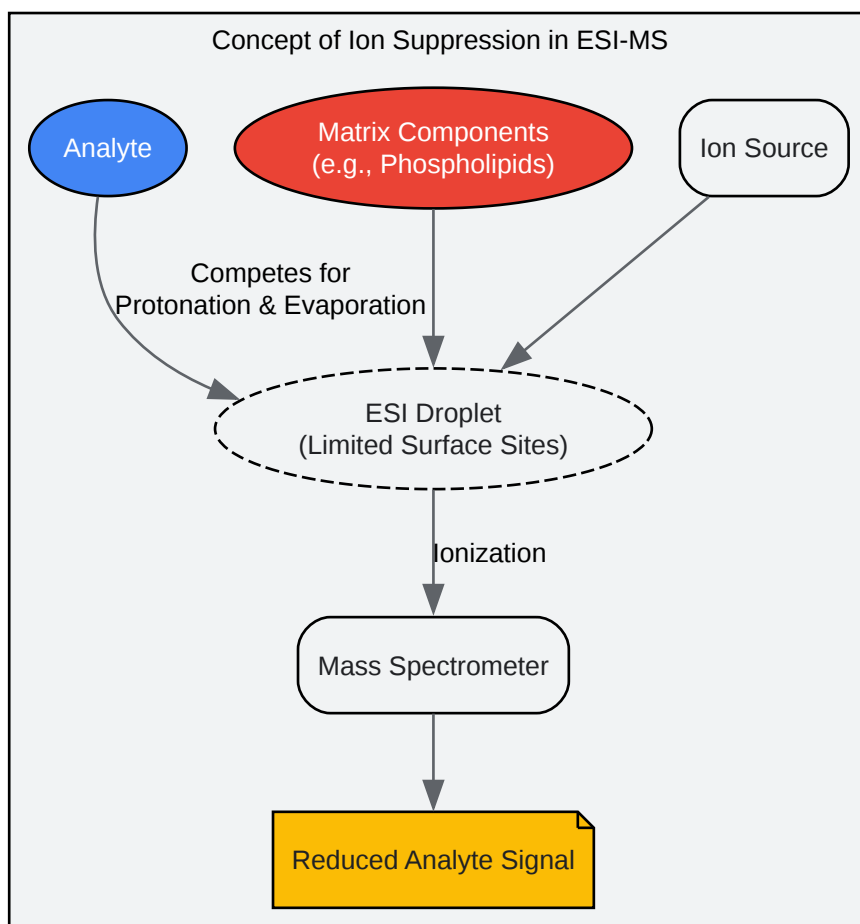 Concept of Ion Suppression in ESI-MS
Analyte
Matrix Components
(e.g., Phospholipids)
Ion Source
Competes for
Protonation & Evaporation
ESI Droplet
(Limited Surface Sites)
Ionization
Mass Spectrometer
Reduced Analyte Signal